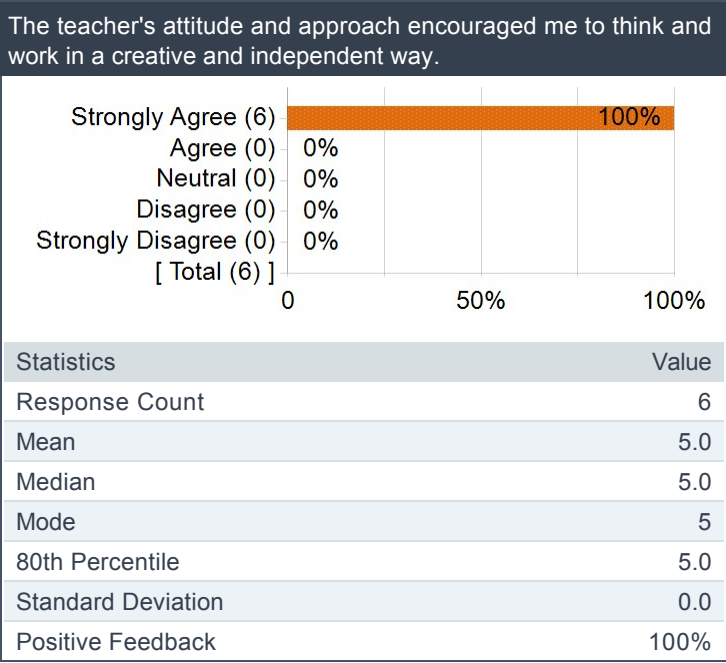 The teacher's attitude and approach encouraged me to think and
work in a creative and independent way.
Strongly Agree (6) 100%
Agree (0) 0%
Neutral (0) 0%
Disagree (0) 0%
Strongly Disagree (0) 0%
[ Total (6) ]
0 50% 100%
Statistics Value
Response Count 6
Mean 5.0
Median 5.0
Mode 5
80th Percentile 5.0
Standard Deviation 0.0
Positive Feedback 100%